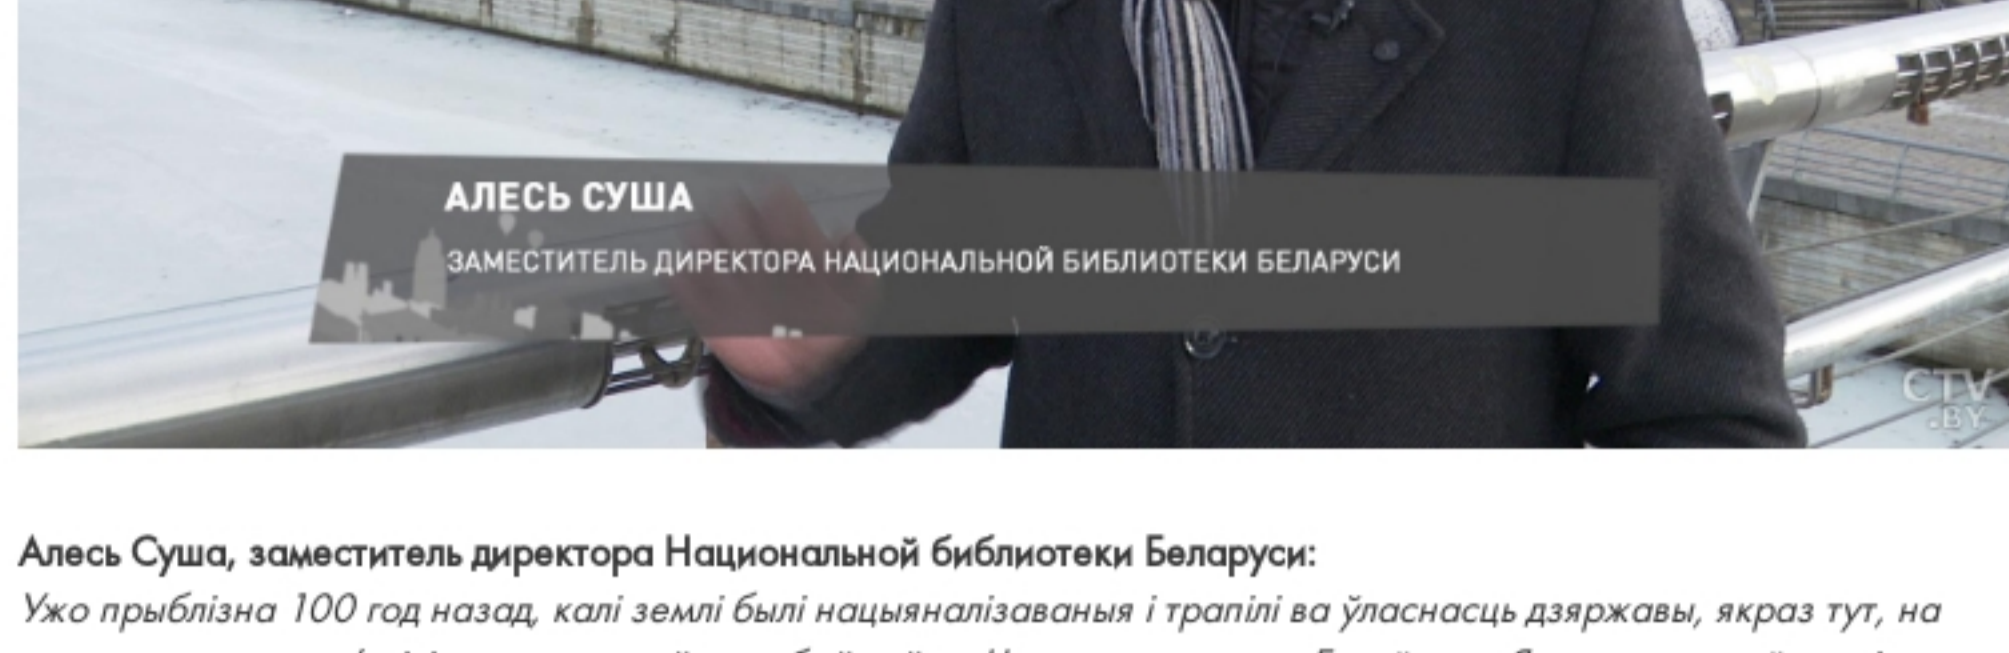 АЛЕСЬ СУША
ЗАМЕСТИТЕЛЬ ДИРЕКТОРА НАЦИОНАЛЬНОЙ БИБЛИОТЕКИ БЕЛАРУСИ
CTV
.BY
Алесь Суша, заместитель директора Национальной библиотеки Беларуси:
Ужо прыблізна 100 год назад, калі землі былі нацыяналізаваныя і трапілі ва ўласнасць дзяржавы, якраз тут, на